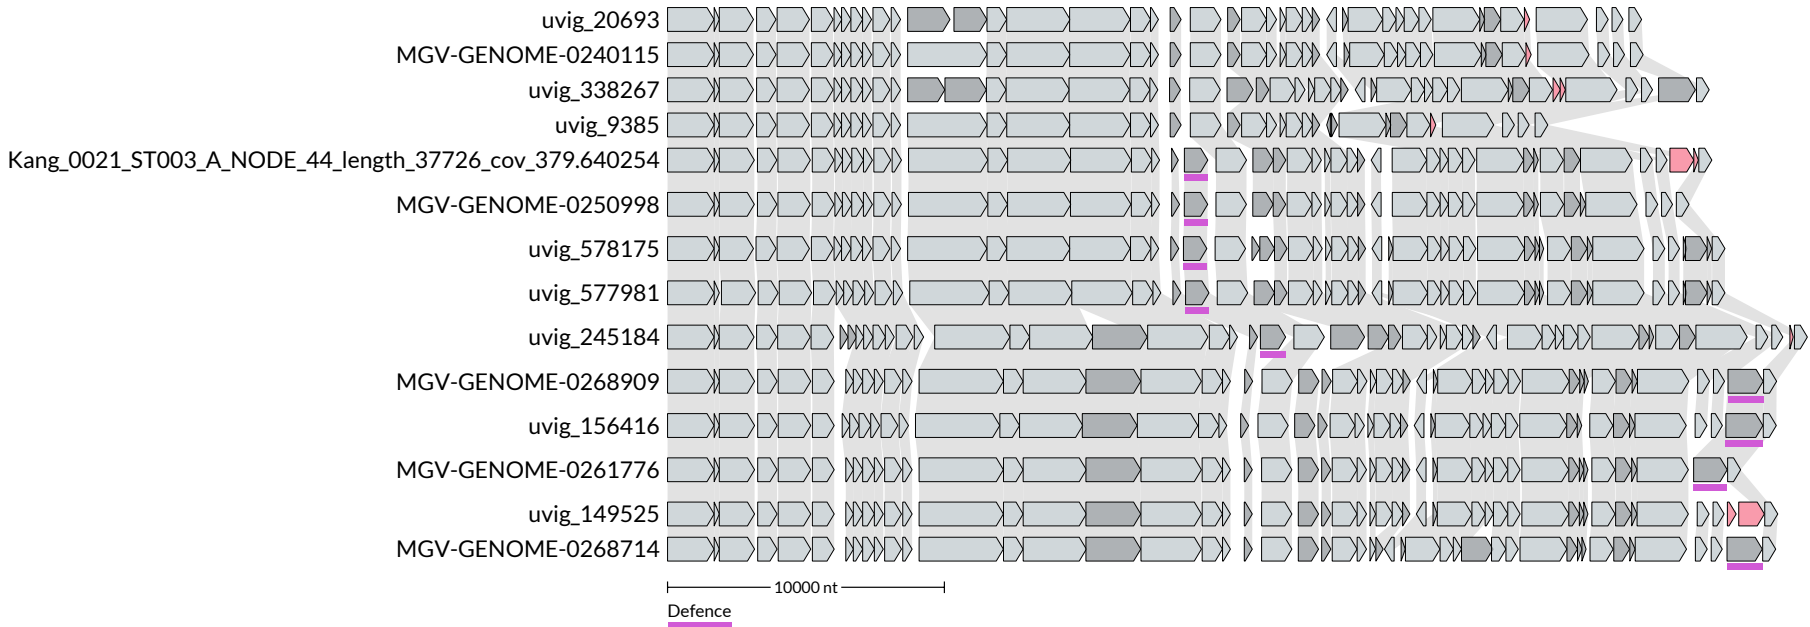 uvig_20693
MGV-GENOME-0240115
uvig_338267
uvig_9385
Kang_0021_ST003_A_NODE_44_length_37726_cov_379.640254
MGV-GENOME-0250998
uvig_578175
uvig_577981
uvig_245184
MGV-GENOME-0268909
uvig_156416
MGV-GENOME-0261776
uvig_149525
MGV-GENOME-0268714
10000 nt
Defence